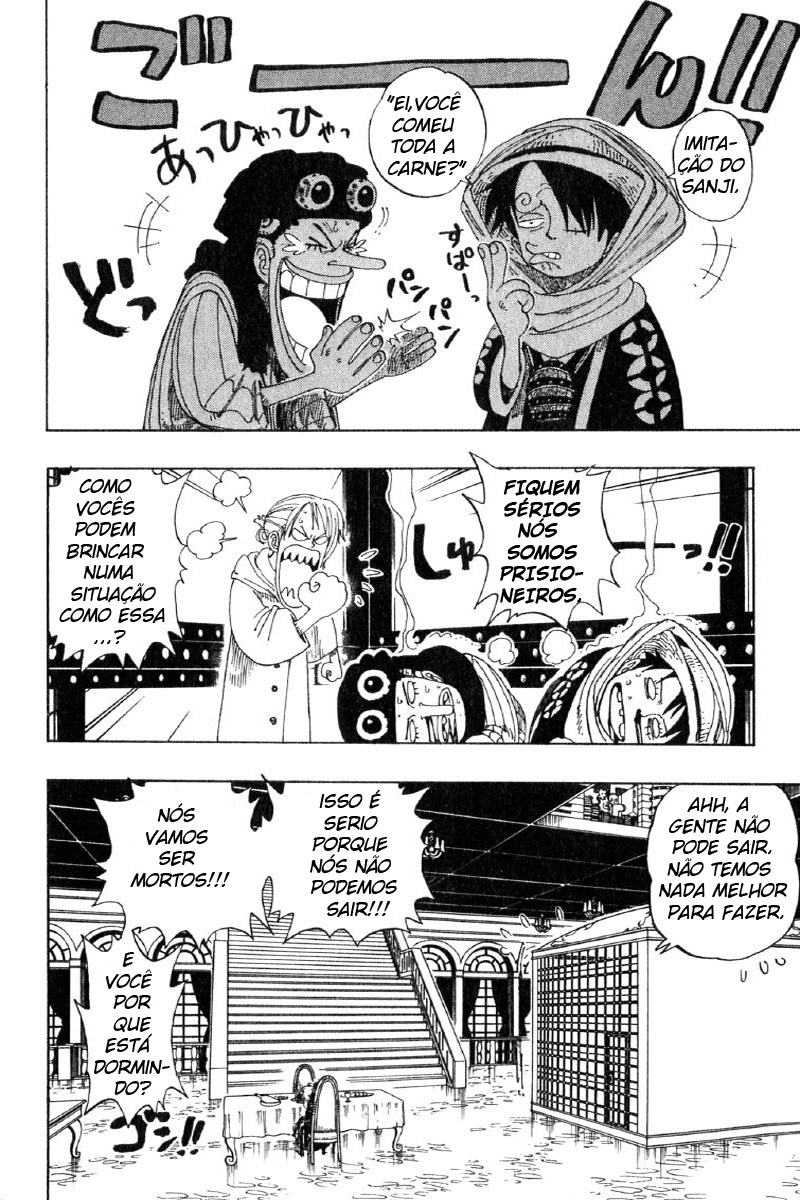 ごーーん!!
IMITA-
ÇÃO DO
SANJI.
"EI,VOCÊ
COMEU
TODA A
CARNE?"
すぱーっ
あっひゃっひゃっ
パン
パン
どっ
FIQUEM
SÉRIOS
NÓS
SOMOS
PRISIO-
NEIROS.
しゅーーっ!!
COMO
VOCÊS
PODEM
BRINCAR
NUMA
SITUAÇÃO
COMO ESSA
...?
AHH, A
GENTE NÃO
PODE SAIR.
NÃO TEMOS
NADA MELHOR
PARA FAZER.
ISSO É
SERIO
PORQUE
NÓS NÃO
PODEMOS
SAIR!!!
NÓS
VAMOS
SER
MORTOS!!!
E
VOCÊ
POR
QUE
ESTÁ
DORMIN-
DO?
ゴン!!